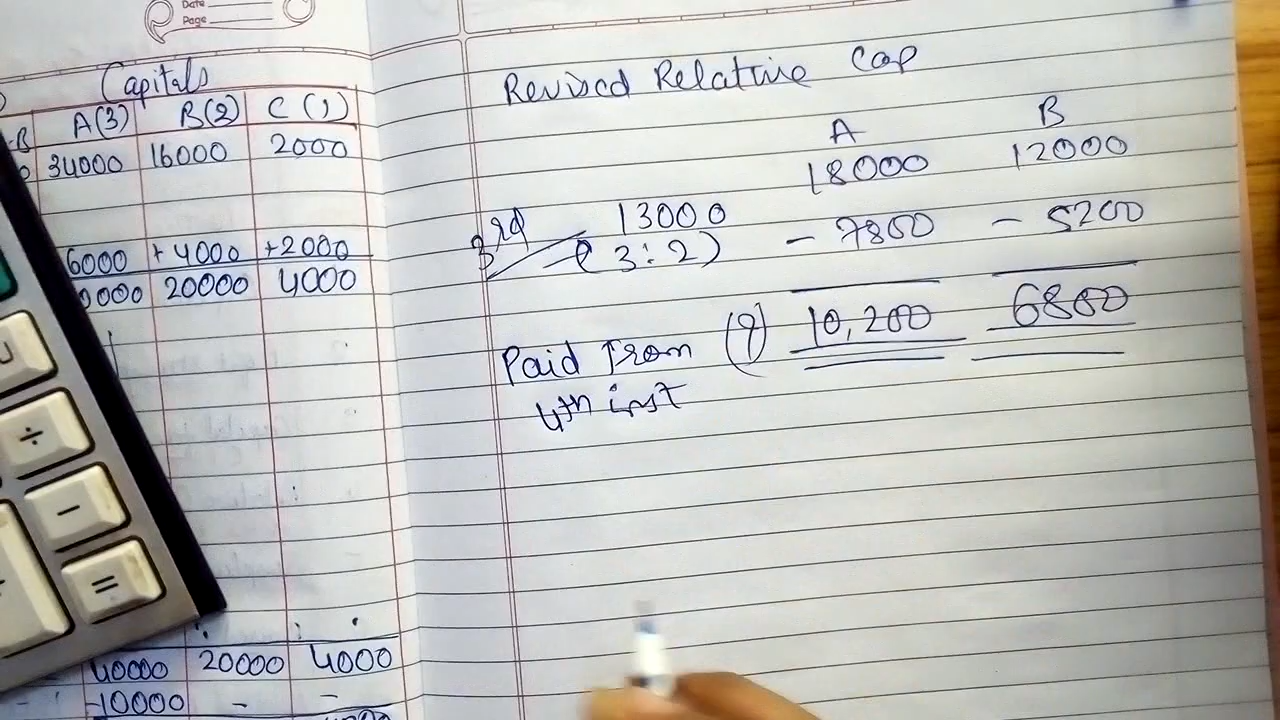 Date
Page
Capitals
B A(3) B(2) C(1)
34000 16000 2000
6000 + 4000 +2000
0000 20000 4000
40000 20000 4000
-10000 - -
Revised Relative Cap
A B
18000 12000
3rd 13000
(3:2) - 7800 - 5200
Paid from (9) 10,200 6800
4th inst
÷
-
=